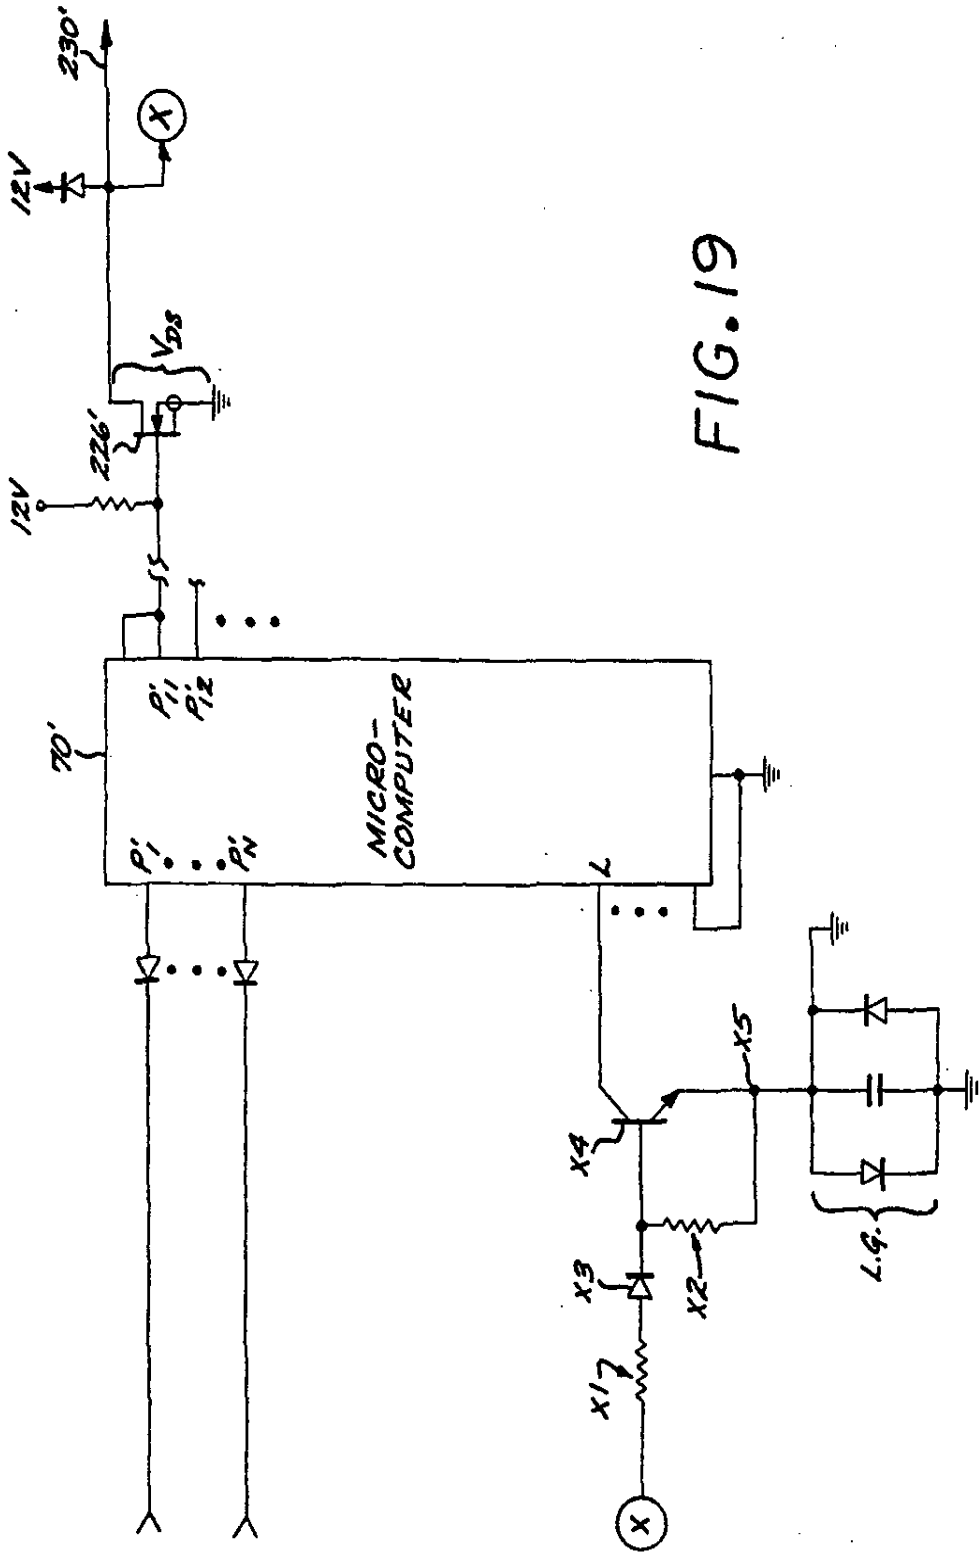 12V
230'
X
12V
226'
VDS
70'
P'1
P'N
P'11
P'12
MICRO-
COMPUTER
L
X4
X5
X3
X2
X1
X
L.G.
FIG. 19